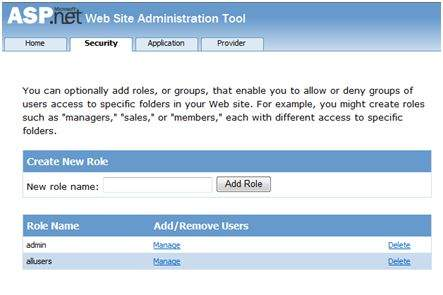 Microsoft
ASP.net Web Site Administration Tool
Home Security Application Provider
You can optionally add roles, or groups, that enable you to allow or deny groups of
users access to specific folders in your Web site. For example, you might create roles
such as "managers," "sales," or "members," each with different access to specific
folders.
Create New Role
New role name: Add Role
Role Name Add/Remove Users
admin Manage Delete
allusers Manage Delete